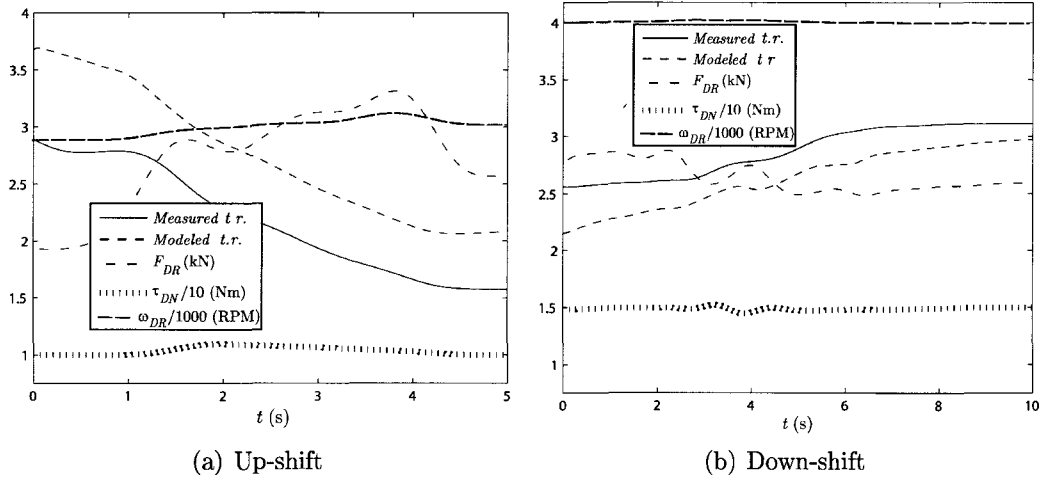 4
3.5
3
2.5
2
1.5
1
Measured t r.
Modeled t.r.
F_DR (kN)
τ_DN/10 (Nm)
ω_DR/1000 (RPM)
0
1
2
3
4
5
t (s)
(a) Up-shift
4
3.5
3
2.5
2
1.5
1
Measured t.r.
Modeled t r
F_DR (kN)
τ_DN/10 (Nm)
ω_DR/1000 (RPM)
0
2
4
6
8
10
t (s)
(b) Down-shift